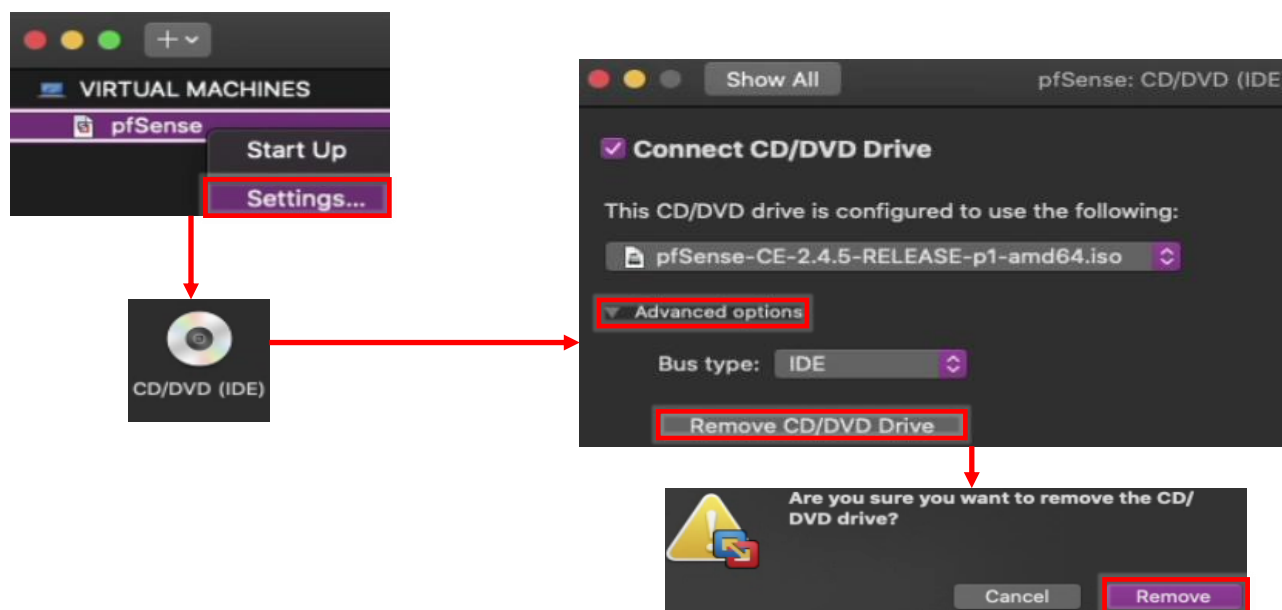 VIRTUAL MACHINES
pfSense
Start Up
Settings...
CD/DVD (IDE)
Show All
pfSense: CD/DVD (IDE
Connect CD/DVD Drive
This CD/DVD drive is configured to use the following:
pfSense-CE-2.4.5-RELEASE-p1-amd64.iso
Advanced options
Bus type: IDE
Remove CD/DVD Drive
Are you sure you want to remove the CD/
DVD drive?
Cancel Remove